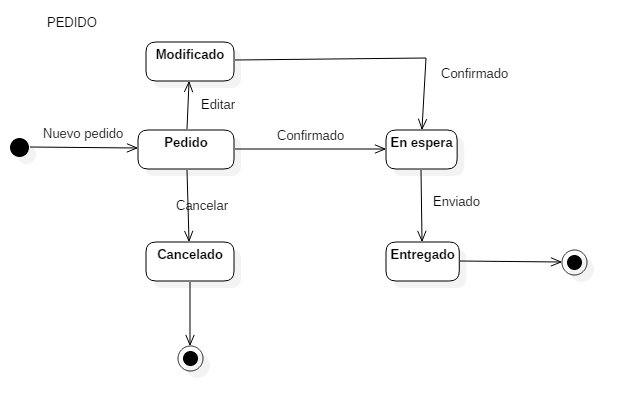 PEDIDO
Modificado
Confirmado
Editar
Nuevo pedido
Pedido
Confirmado
En espera
Cancelar
Enviado
Cancelado
Entregado